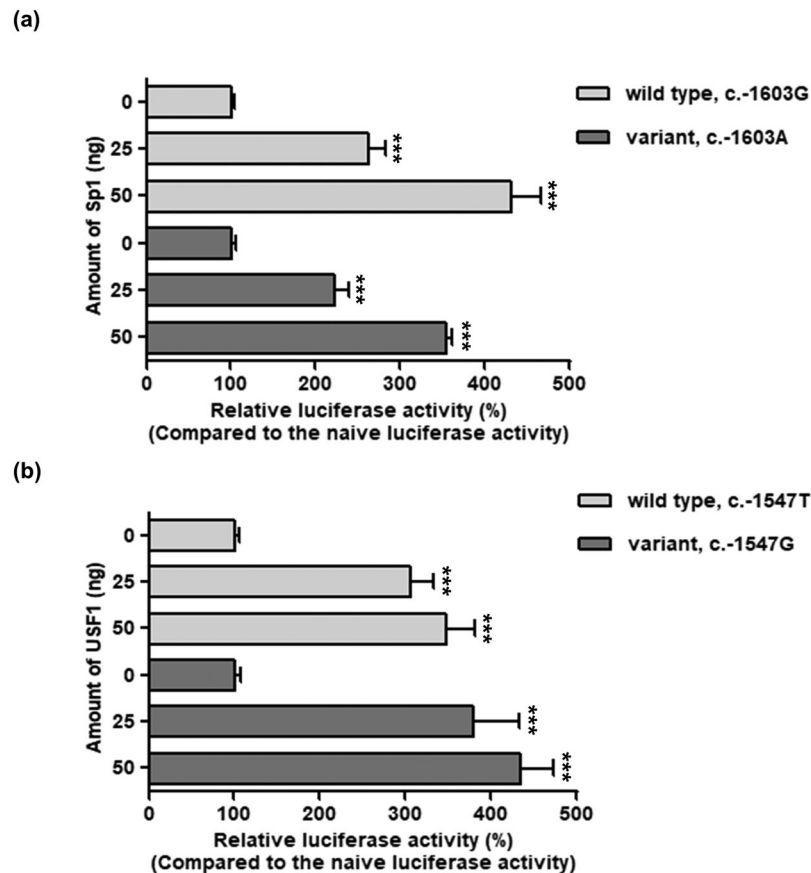 (a)
wild type, c.-1603G
variant, c.-1603A
Amount of Sp1 (ng)
0
25
***
50
***
0
25
***
50
***
0 100 200 300 400 500
Relative luciferase activity (%)
(Compared to the naive luciferase activity)
(b)
wild type, c.-1547T
variant, c.-1547G
Amount of USF1 (ng)
0
25
***
50
***
0
25
***
50
***
0 100 200 300 400 500
Relative luciferase activity (%)
(Compared to the naive luciferase activity)